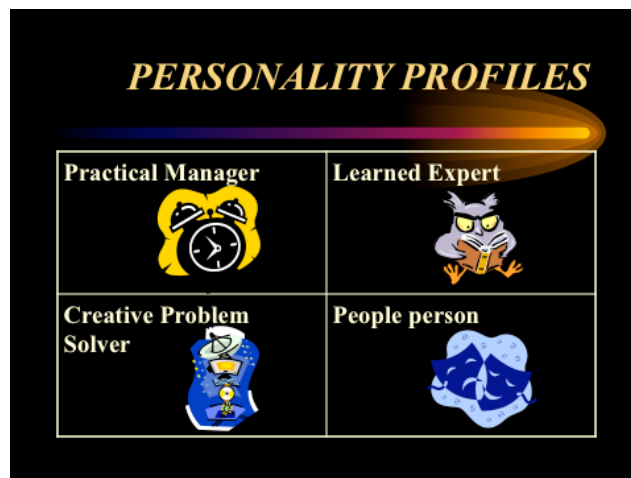 PERSONALITY PROFILES
Practical Manager
Learned Expert
Creative Problem
Solver
People person